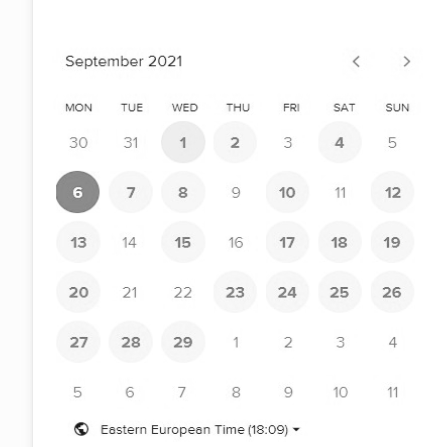 September 2021
MON TUE WED THU FRI SAT SUN
30 31 1 2 3 4 5
6 7 8 9 10 11 12
13 14 15 16 17 18 19
20 21 22 23 24 25 26
27 28 29 1 2 3 4
5 6 7 8 9 10 11
Eastern European Time (18:09)